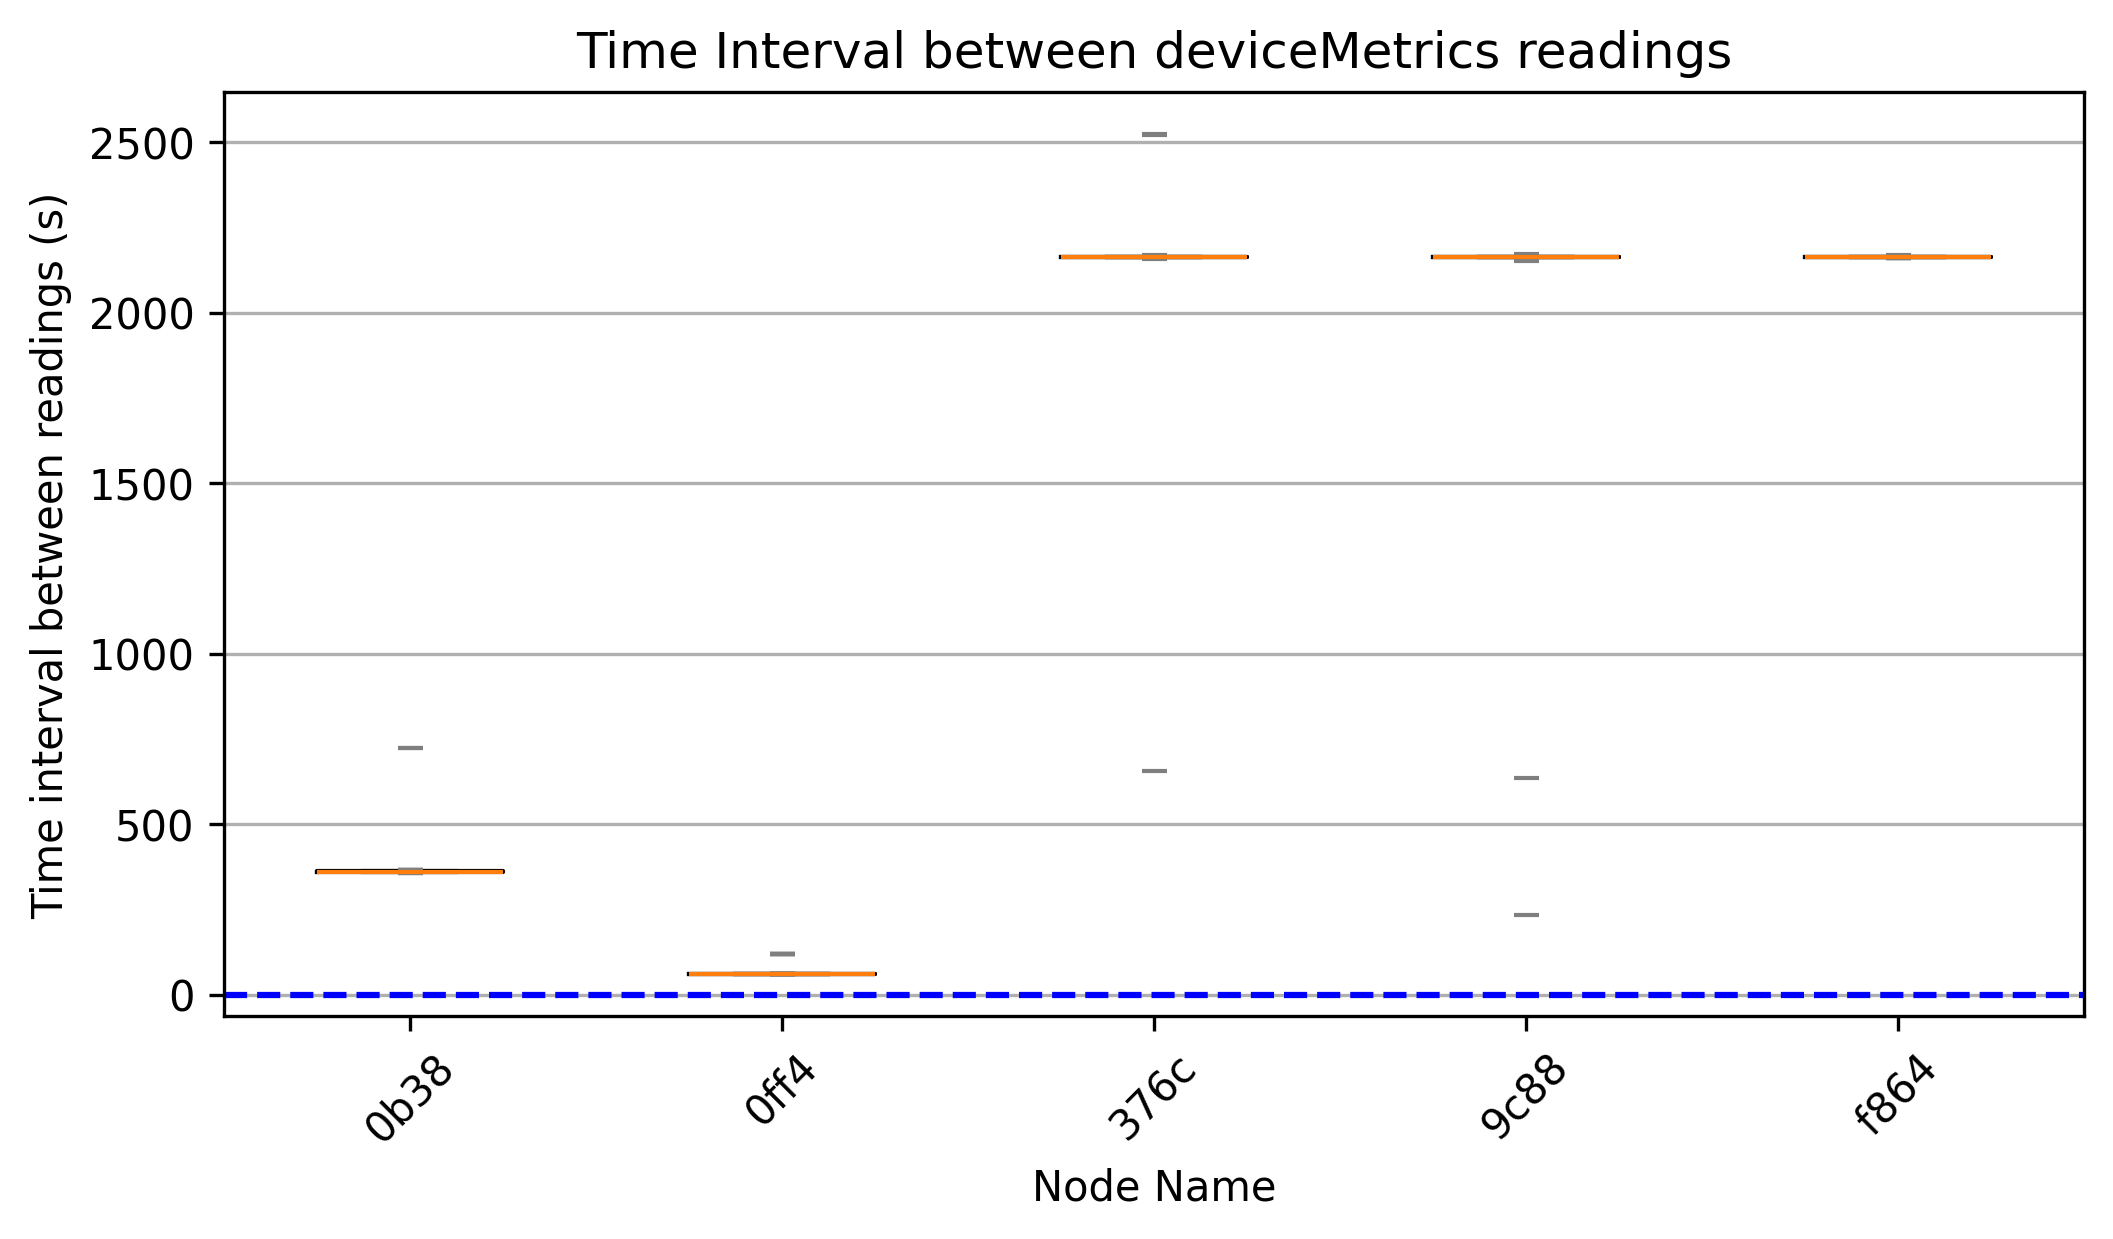 Time Interval between deviceMetrics readings
Time interval between readings (s)
2500
2000
1500
1000
500
0
0b38
0ff4
376c
9c88
f864
Node Name